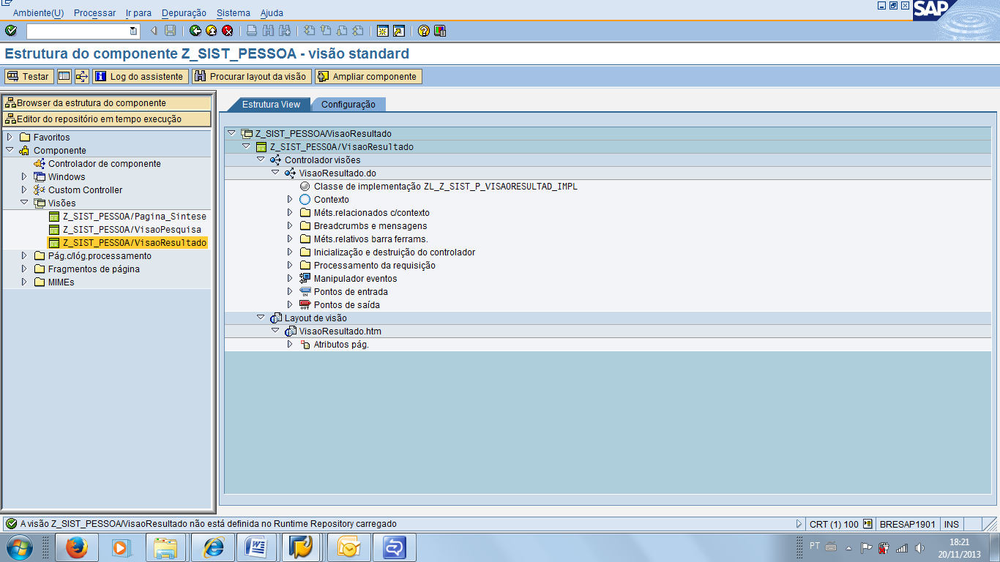 Ambiente(U) Processar Ir para Depuração Sistema Ajuda
SAP
Estrutura do componente Z_SIST_PESSOA - visão standard
Testar Log do assistente Procurar layout da visão Ampliar componente
Browser da estrutura do componente
Editor do repositório em tempo execução
Favoritos
Componente
Controlador de componente
Windows
Custom Controller
Visões
Z_SIST_PESSOA/Pagina_Sintese
Z_SIST_PESSOA/VisaoPesquisa
Z_SIST_PESSOA/VisaoResultado
Pág.c/lóg.processamento
Fragmentos de página
MIMEs
Estrutura View Configuração
Z_SIST_PESSOA/VisaoResultado
Z_SIST_PESSOA/VisaoResultado
Controlador visões
VisaoResultado.do
Classe de implementação ZL_Z_SIST_P_VISAORESULTAD_IMPL
Contexto
Méts.relacionados c/contexto
Breadcrumbs e mensagens
Méts.relativos barra ferrams.
Inicialização e destruição do controlador
Processamento da requisição
Manipulador eventos
Pontos de entrada
Pontos de saída
Layout de visão
VisaoResultado.htm
Atributos pág.
A visão Z_SIST_PESSOA/VisaoResultado não está definida no Runtime Repository carregado
CRT (1) 100 BRESAP1901 INS
PT
18:21
20/11/2013